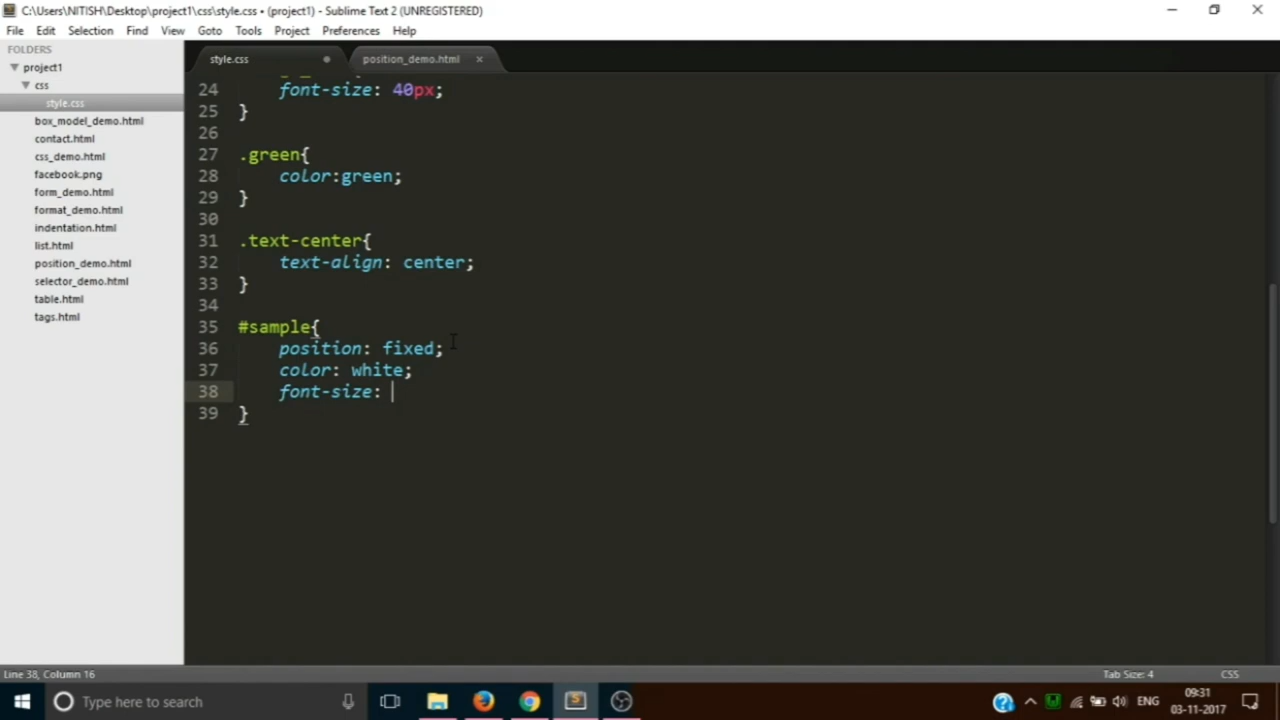 C:\Users\NITISH\Desktop\project1\css\style.css • (project1) - Sublime Text 2 (UNREGISTERED)
File Edit Selection Find View Goto Tools Project Preferences Help
FOLDERS
project1
css
style.css
box_model_demo.html
contact.html
css_demo.html
facebook.png
form_demo.html
format_demo.html
indentation.html
list.html
position_demo.html
selector_demo.html
table.html
tags.html
style.css position_demo.html
24 font-size: 40px;
25 }
26
27 .green{
28 color:green;
29 }
30
31 .text-center{
32 text-align: center;
33 }
34
35 #sample{
36 position: fixed;
37 color: white;
38 font-size:
39 }
Line 38, Column 16 Tab Size: 4 CSS
Type here to search ENG 09:31
03-11-2017